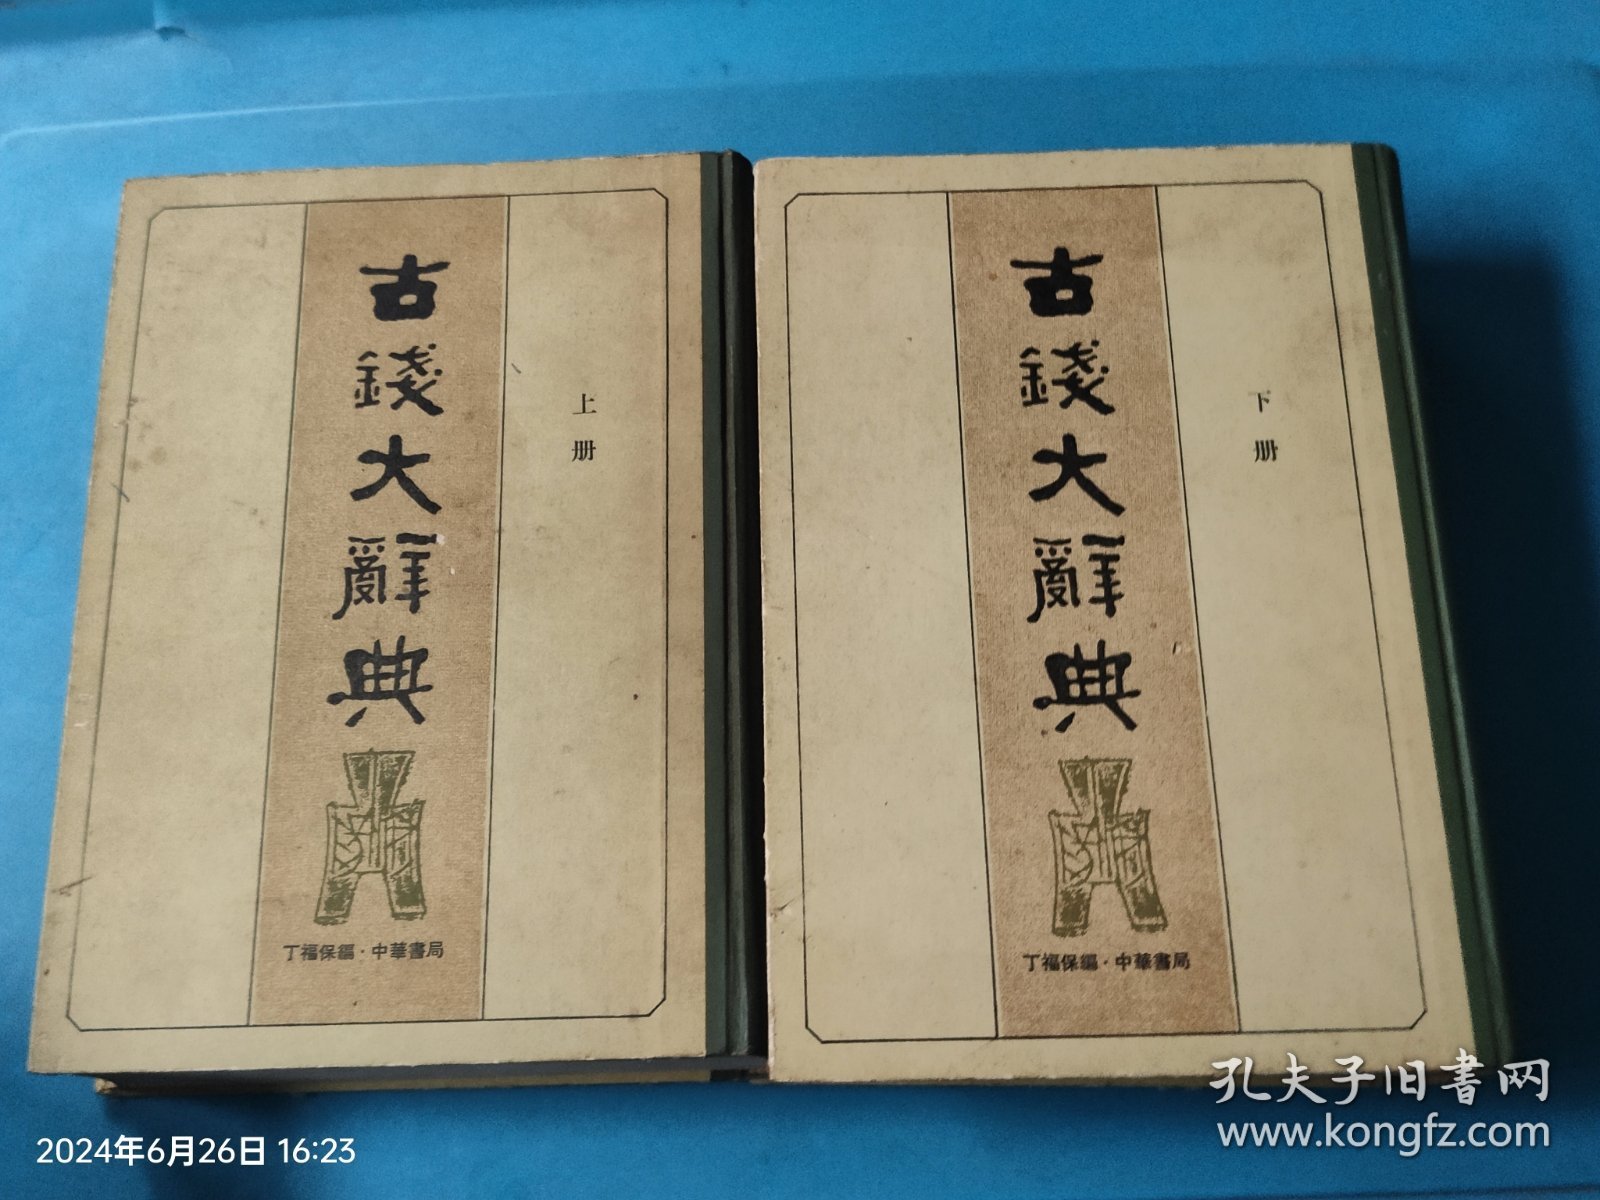 古錢大辭典
上册
丁福保編·中華書局
古錢大辭典
下册
丁福保編·中華書局
孔夫子旧書网
www.kongfz.com
2024年6月26日 16:23